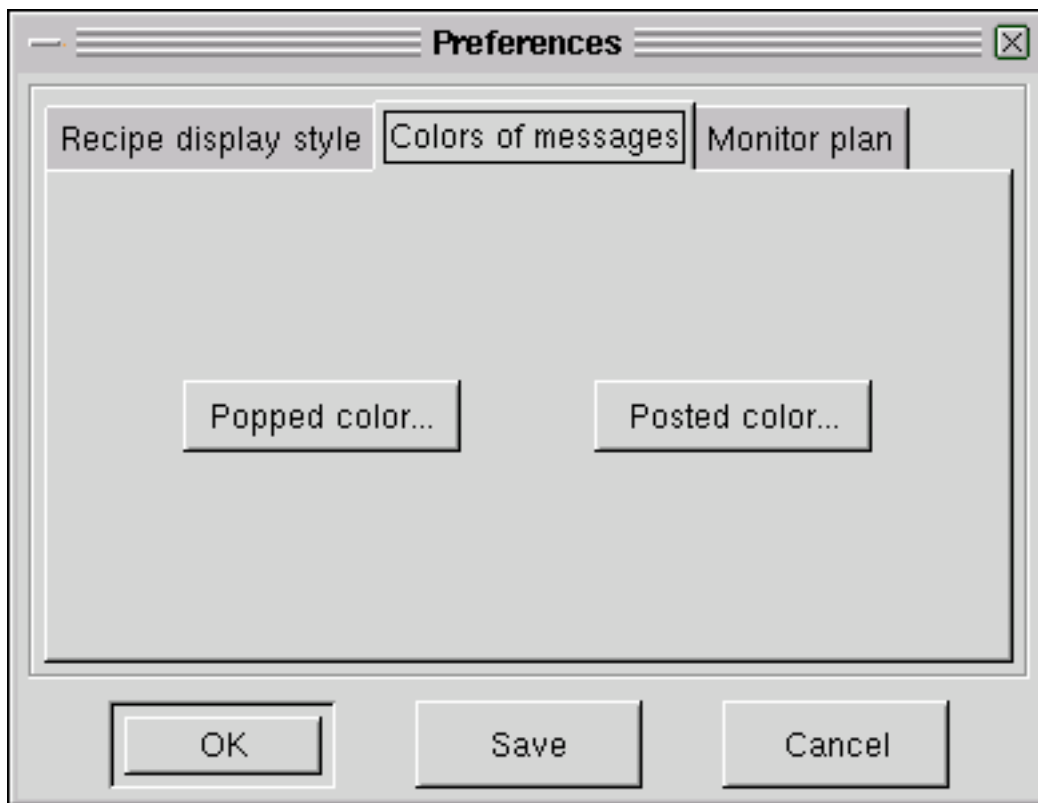 Preferences
Recipe display style Colors of messages Monitor plan
Popped color... Posted color...
OK Save Cancel